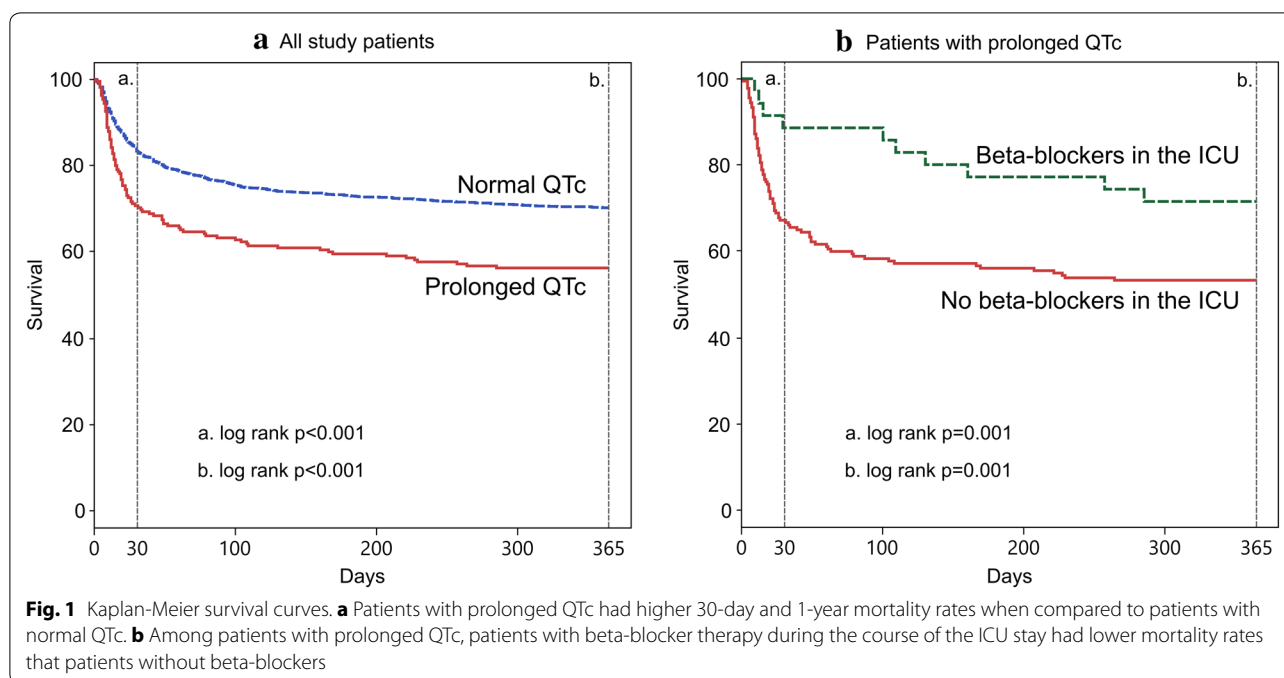 a All study patients
100
80
60
40
20
0
Survival
a.
b.
Normal QTc
Prolonged QTc
a. log rank p<0.001
b. log rank p<0.001
0 30 100 200 300 365
Days
b Patients with prolonged QTc
100
80
60
40
20
0
Survival
a.
b.
Beta-blockers in the ICU
No beta-blockers in the ICU
a. log rank p=0.001
b. log rank p=0.001
0 30 100 200 300 365
Days
Fig. 1 Kaplan-Meier survival curves. a Patients with prolonged QTc had higher 30-day and 1-year mortality rates when compared to patients with
normal QTc. b Among patients with prolonged QTc, patients with beta-blocker therapy during the course of the ICU stay had lower mortality rates
that patients without beta-blockers